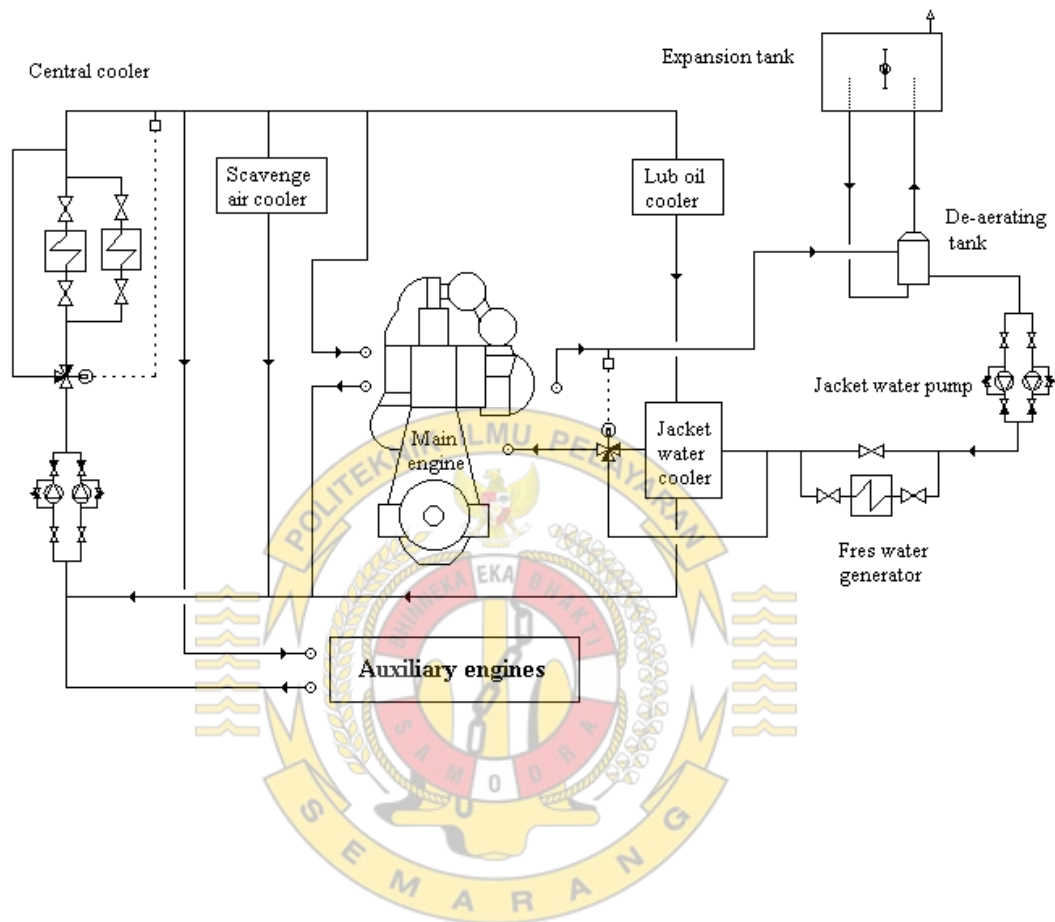 Central cooler
Expansion tank
Scavenge
air cooler
Lub oil
cooler
De-aerating
tank
Jacket water pump
Main
engine
Jacket
water
cooler
Fres water
generator
Auxiliary engines
POLITEKNIK ILMU PELAYARAN
BHINNEKA EKA BHAKTI
SAMODRA
SEMARANG